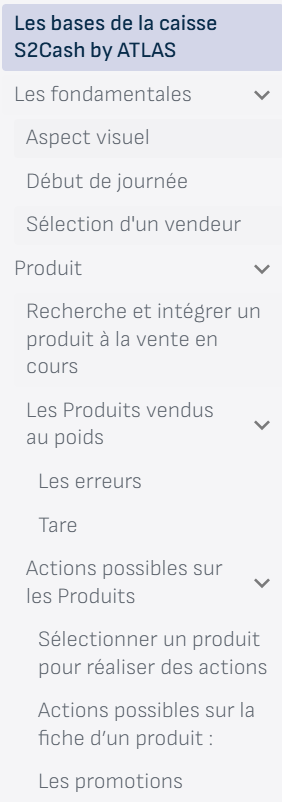 Les bases de la caisse
S2Cash by ATLAS
Les fondamentales
Aspect visuel
Début de journée
Sélection d'un vendeur
Produit
Recherche et intégrer un
produit à la vente en
cours
Les Produits vendus
au poids
Les erreurs
Tare
Actions possibles sur
les Produits
Sélectionner un produit
pour réaliser des actions
Actions possibles sur la
fiche d’un produit :
Les promotions